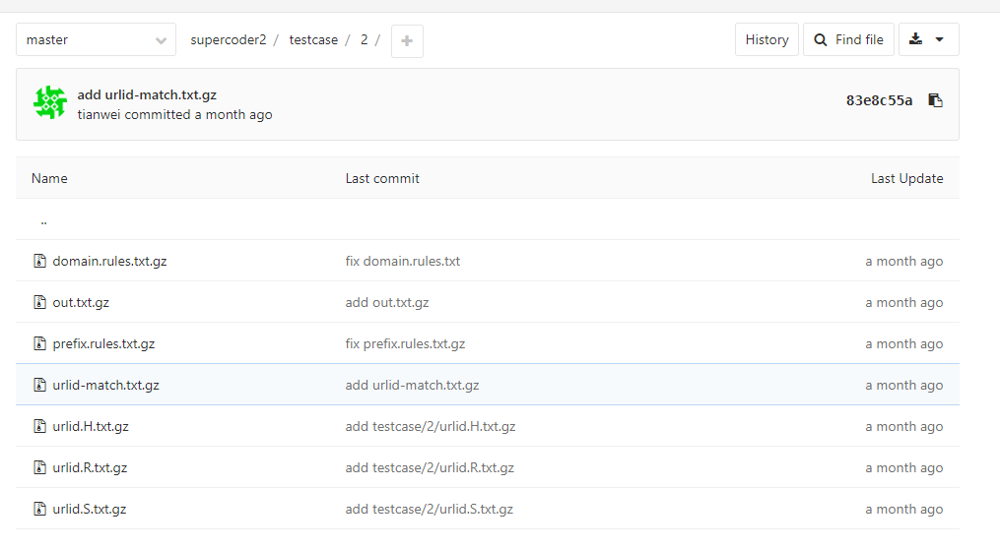 master supercoder2 / testcase / 2 / + History Find file
add urlid-match.txt.gz
tianwei committed a month ago 83e8c55a
Name Last commit Last Update
..
domain.rules.txt.gz fix domain.rules.txt a month ago
out.txt.gz add out.txt.gz a month ago
prefix.rules.txt.gz fix prefix.rules.txt.gz a month ago
urlid-match.txt.gz add urlid-match.txt.gz a month ago
urlid.H.txt.gz add testcase/2/urlid.H.txt.gz a month ago
urlid.R.txt.gz add testcase/2/urlid.R.txt.gz a month ago
urlid.S.txt.gz add testcase/2/urlid.S.txt.gz a month ago